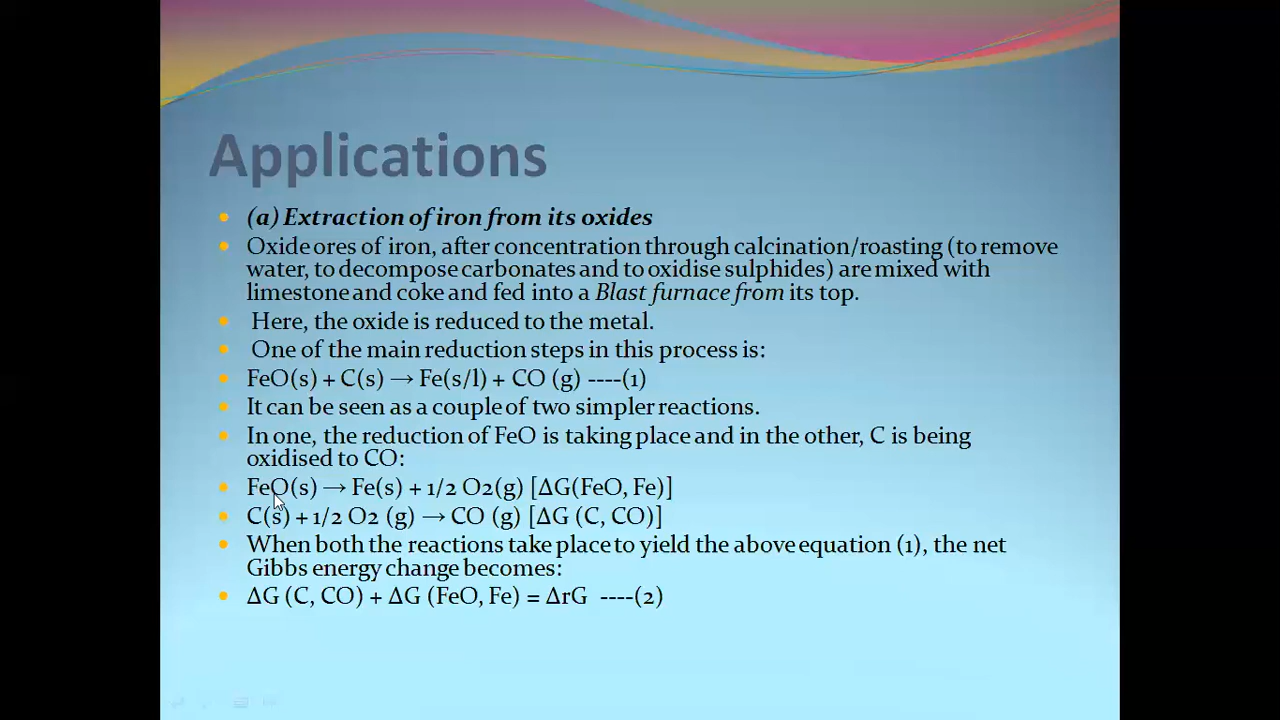 Applications
(a) Extraction of iron from its oxides
Oxide ores of iron, after concentration through calcination/roasting (to remove
water, to decompose carbonates and to oxidise sulphides) are mixed with
limestone and coke and fed into a Blast furnace from its top.
Here, the oxide is reduced to the metal.
One of the main reduction steps in this process is:
FeO(s) + C(s) → Fe(s/l) + CO (g) ----(1)
It can be seen as a couple of two simpler reactions.
In one, the reduction of FeO is taking place and in the other, C is being
oxidised to CO:
FeO(s) → Fe(s) + 1/2 O2(g) [ΔG(FeO, Fe)]
C(s) + 1/2 O2 (g) → CO (g) [ΔG (C, CO)]
When both the reactions take place to yield the above equation (1), the net
Gibbs energy change becomes:
ΔG (C, CO) + ΔG (FeO, Fe) = ΔrG ----(2)